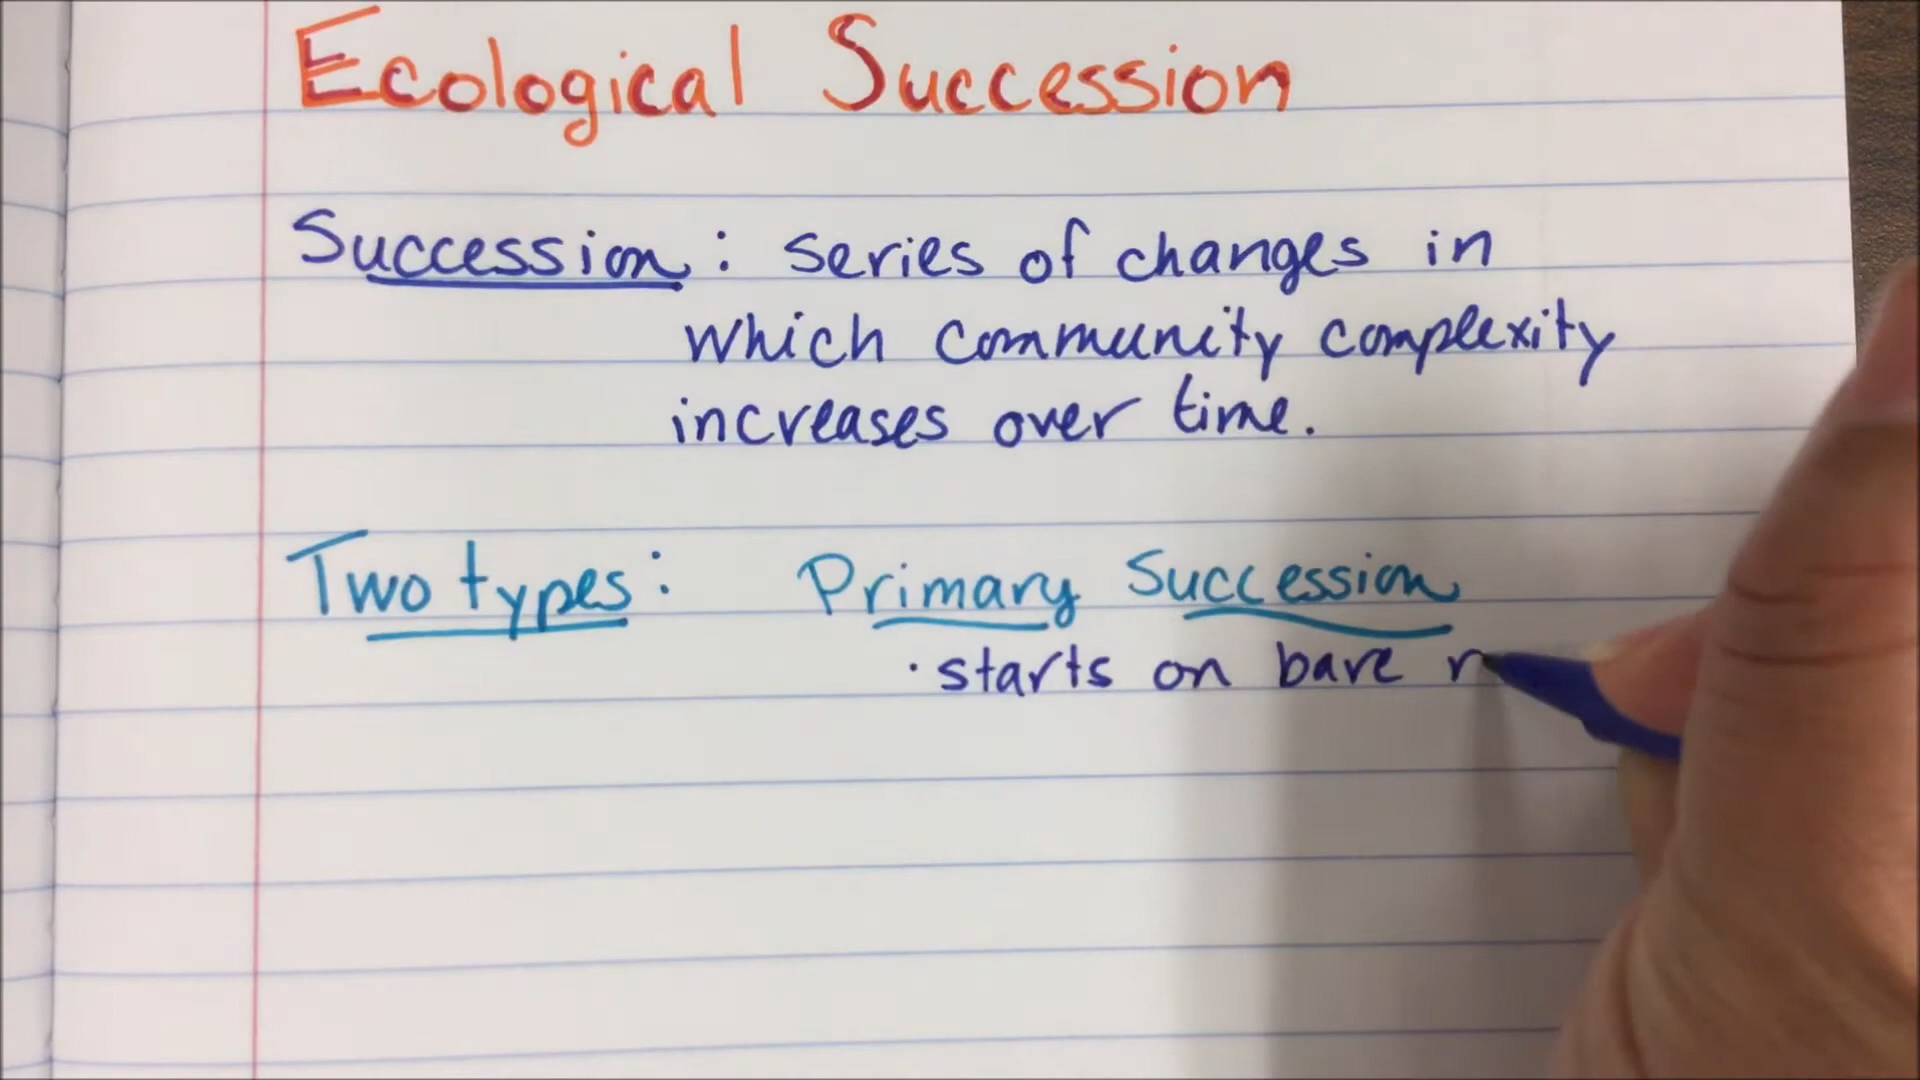 Ecological Succession
Succession: series of changes in
which community complexity
increases over time.
Two types: Primary Succession
· starts on bare r